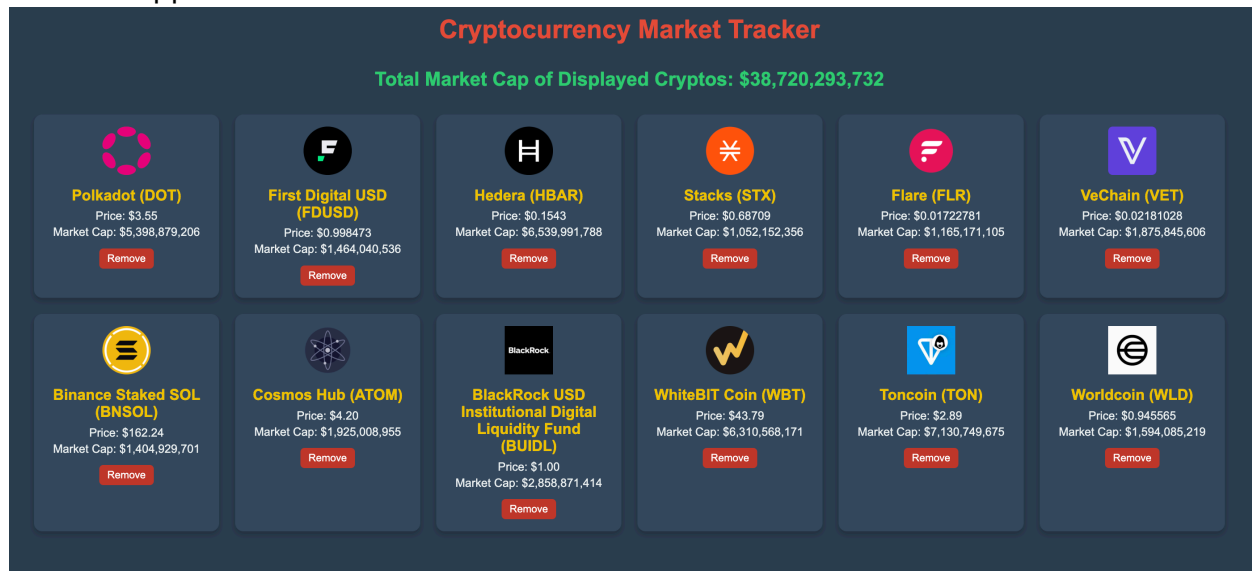 Cryptocurrency Market Tracker
Total Market Cap of Displayed Cryptos: $38,720,293,732
Polkadot (DOT)
Price: $3.55
Market Cap: $5,398,879,206
Remove
First Digital USD
(FDUSD)
Price: $0.998473
Market Cap: $1,464,040,536
Remove
Hedera (HBAR)
Price: $0.1543
Market Cap: $6,539,991,788
Remove
Stacks (STX)
Price: $0.68709
Market Cap: $1,052,152,356
Remove
Flare (FLR)
Price: $0.01722781
Market Cap: $1,165,171,105
Remove
VeChain (VET)
Price: $0.02181028
Market Cap: $1,875,845,606
Remove
Binance Staked SOL
(BNSOL)
Price: $162.24
Market Cap: $1,404,929,701
Remove
Cosmos Hub (ATOM)
Price: $4.20
Market Cap: $1,925,008,955
Remove
BlackRock
BlackRock USD
Institutional Digital
Liquidity Fund
(BUIDL)
Price: $1.00
Market Cap: $2,858,871,414
Remove
WhiteBIT Coin (WBT)
Price: $43.79
Market Cap: $6,310,568,171
Remove
Toncoin (TON)
Price: $2.89
Market Cap: $7,130,749,675
Remove
Worldcoin (WLD)
Price: $0.945565
Market Cap: $1,594,085,219
Remove